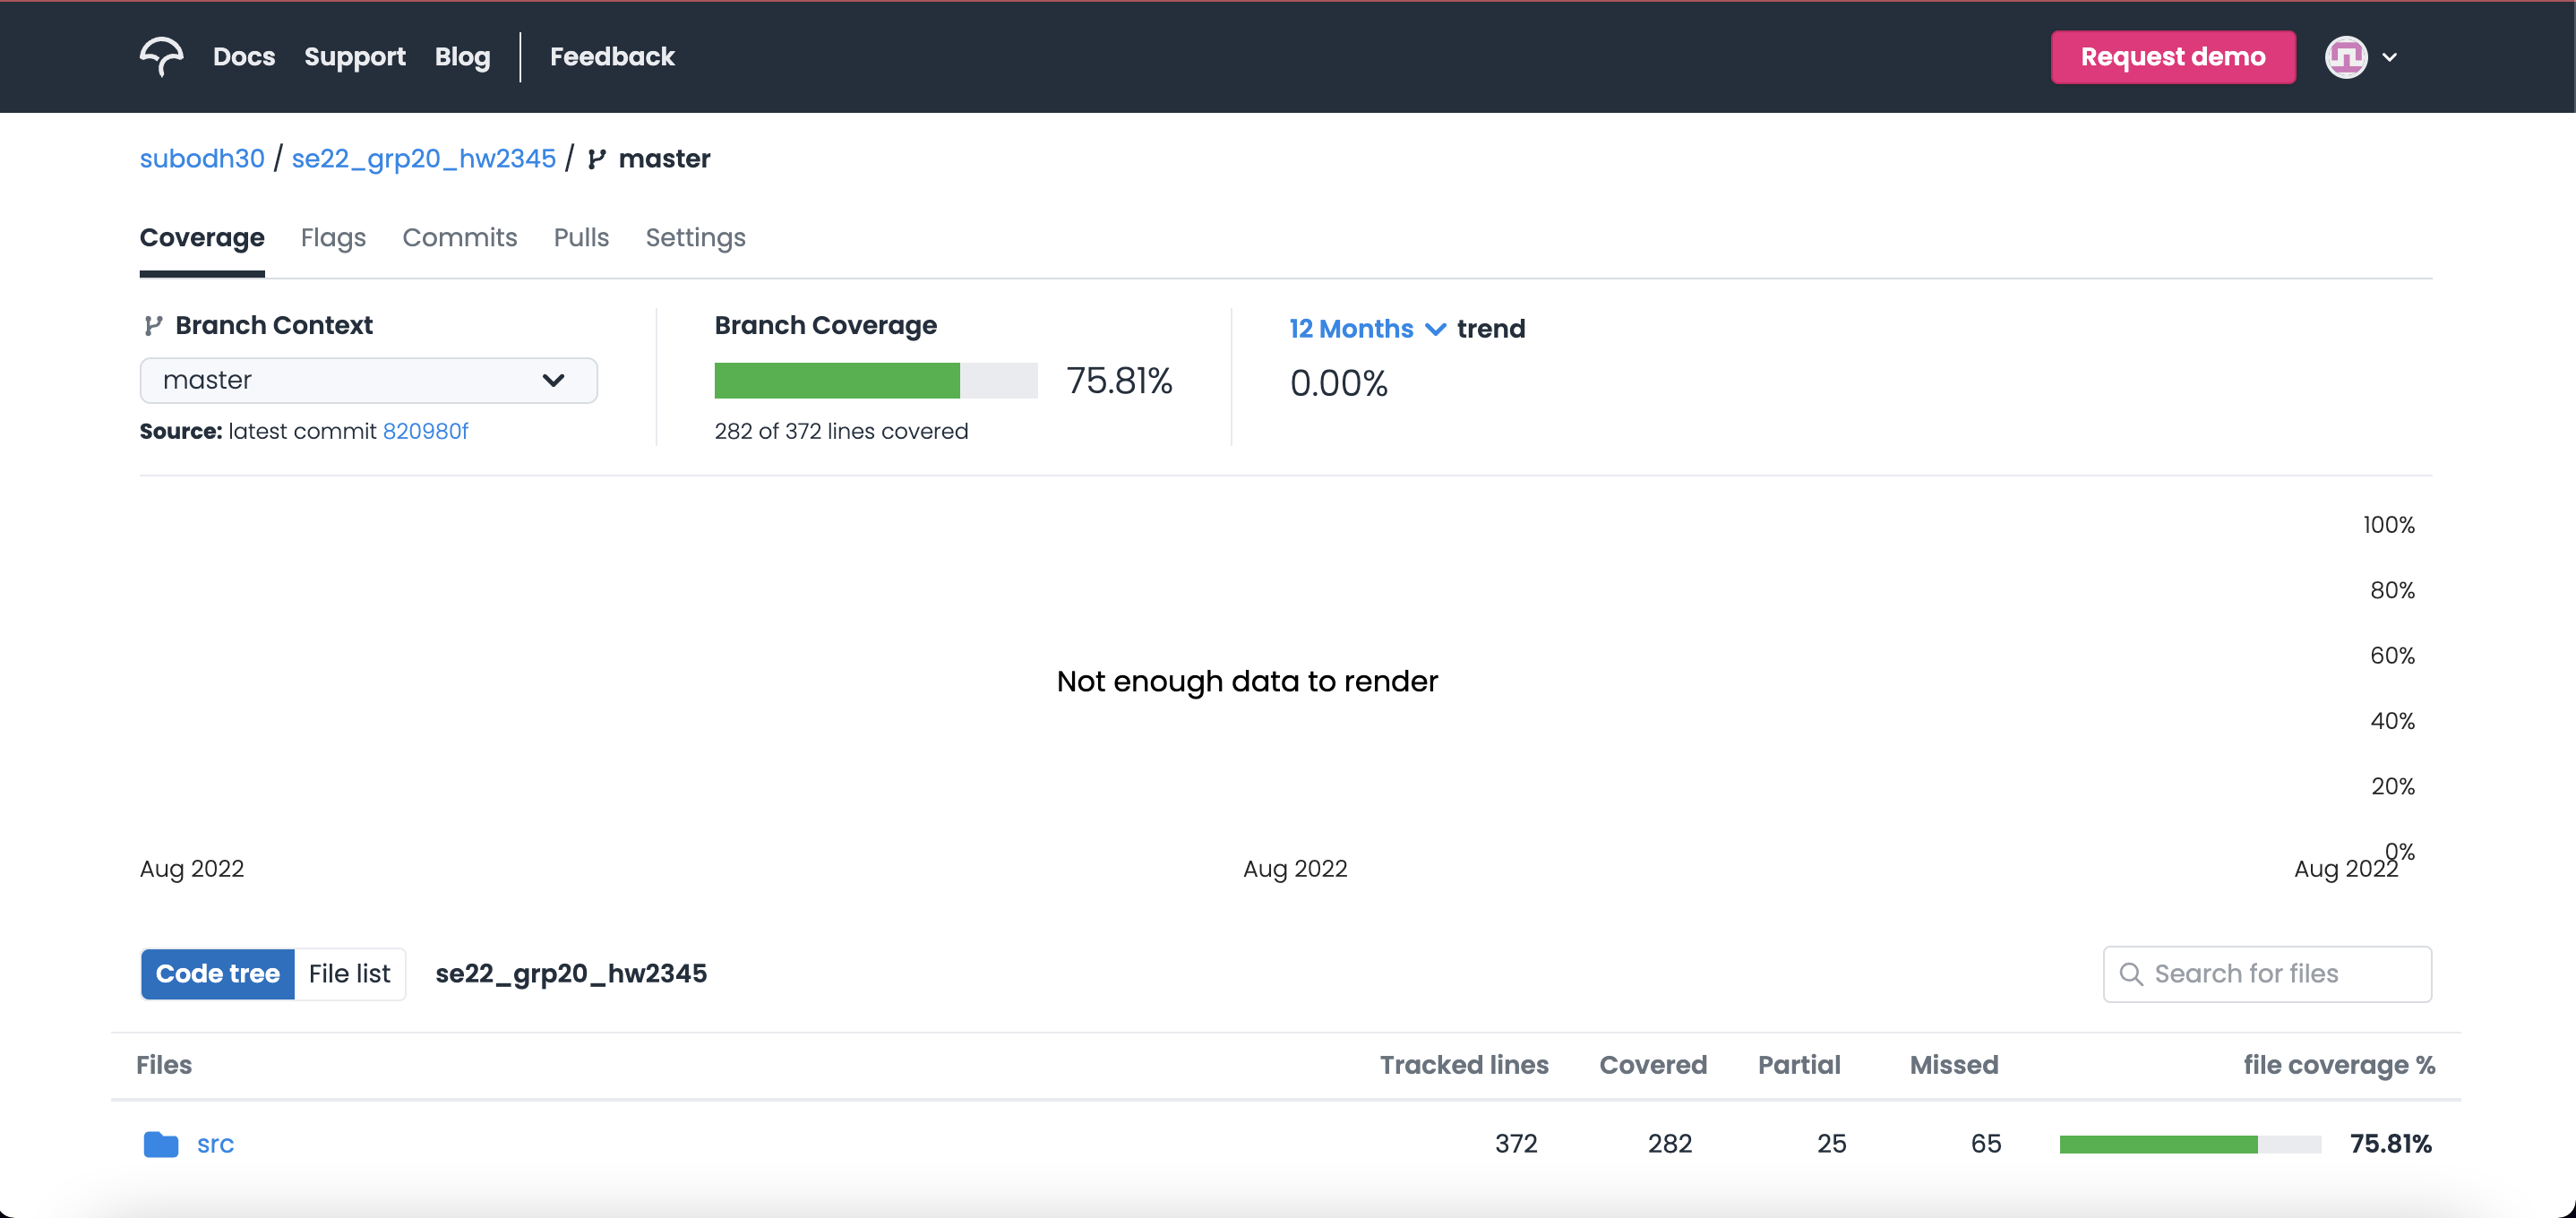 Docs Support Blog Feedback Request demo
subodh30 / se22_grp20_hw2345 / master
Coverage Flags Commits Pulls Settings
Branch Context
master
Source: latest commit 820980f
Branch Coverage
75.81%
282 of 372 lines covered
12 Months trend
0.00%
100%
80%
60%
Not enough data to render
40%
20%
0%
Aug 2022 Aug 2022 Aug 2022
Code tree File list se22_grp20_hw2345 Search for files
Files Tracked lines Covered Partial Missed file coverage %
src 372 282 25 65 75.81%